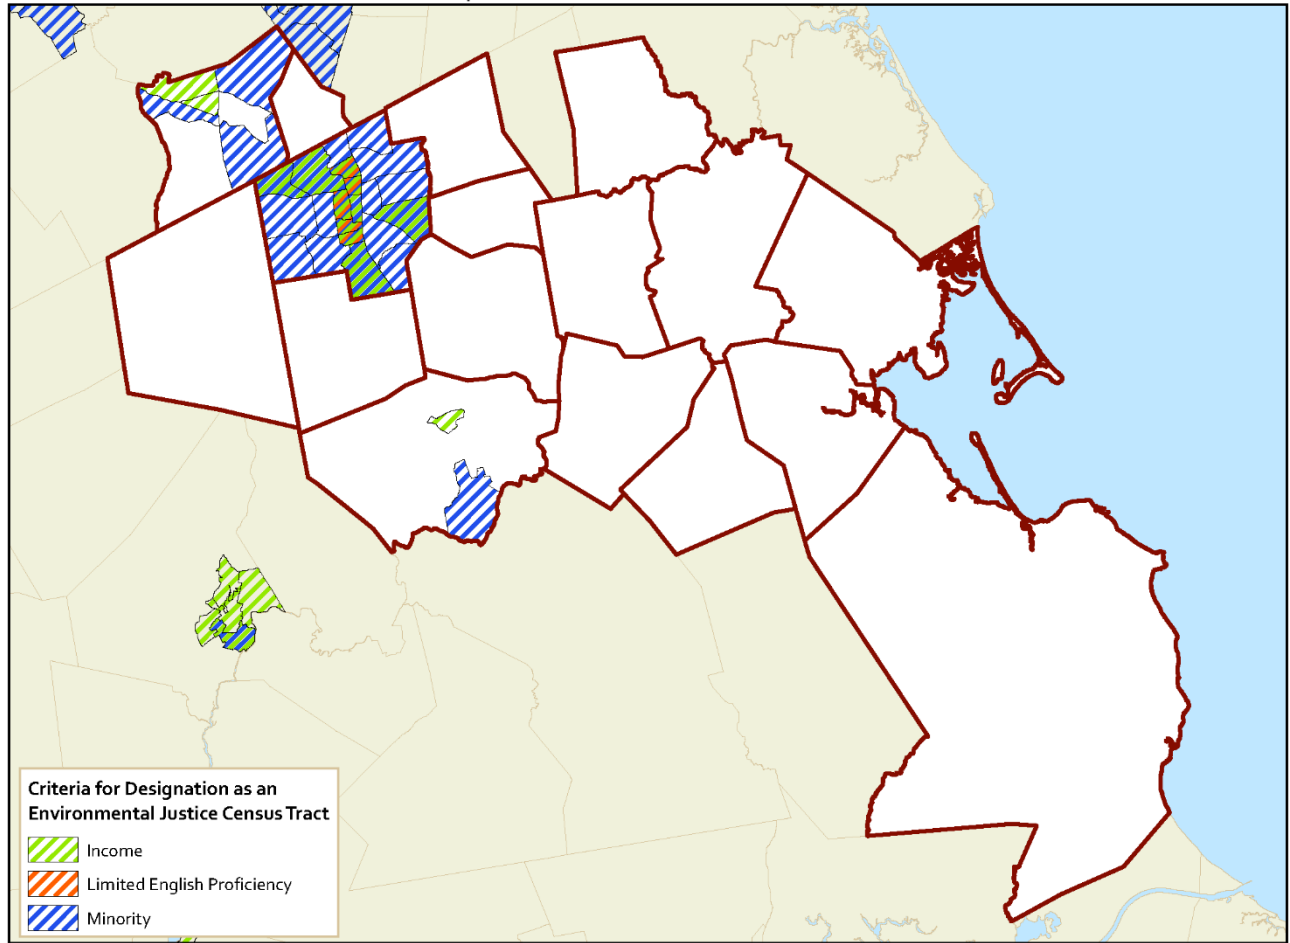 Criteria for Designation as an
Environmental Justice Census Tract
Income
Limited English Proficiency
Minority